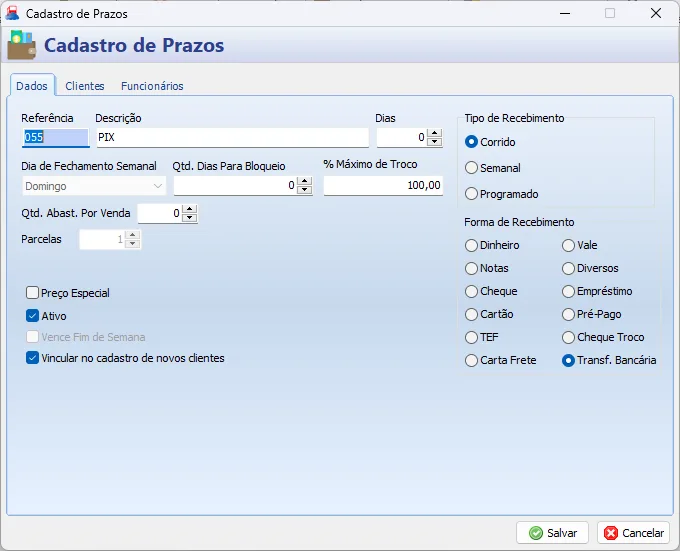 Cadastro de Prazos
Cadastro de Prazos
Dados Clientes Funcionários
Referência Descrição Dias
055 PIX 0
Dia de Fechamento Semanal Qtd. Dias Para Bloqueio % Máximo de Troco
Domingo 0 100,00
Qtd. Abast. Por Venda 0
Parcelas 1
Preço Especial
Ativo
Vence Fim de Semana
Vincular no cadastro de novos clientes
Tipo de Recebimento
Corrido
Semanal
Programado
Forma de Recebimento
Dinheiro Vale
Notas Diversos
Cheque Empréstimo
Cartão Pré-Pago
TEF Cheque Troco
Carta Frete Transf. Bancária
Salvar Cancelar